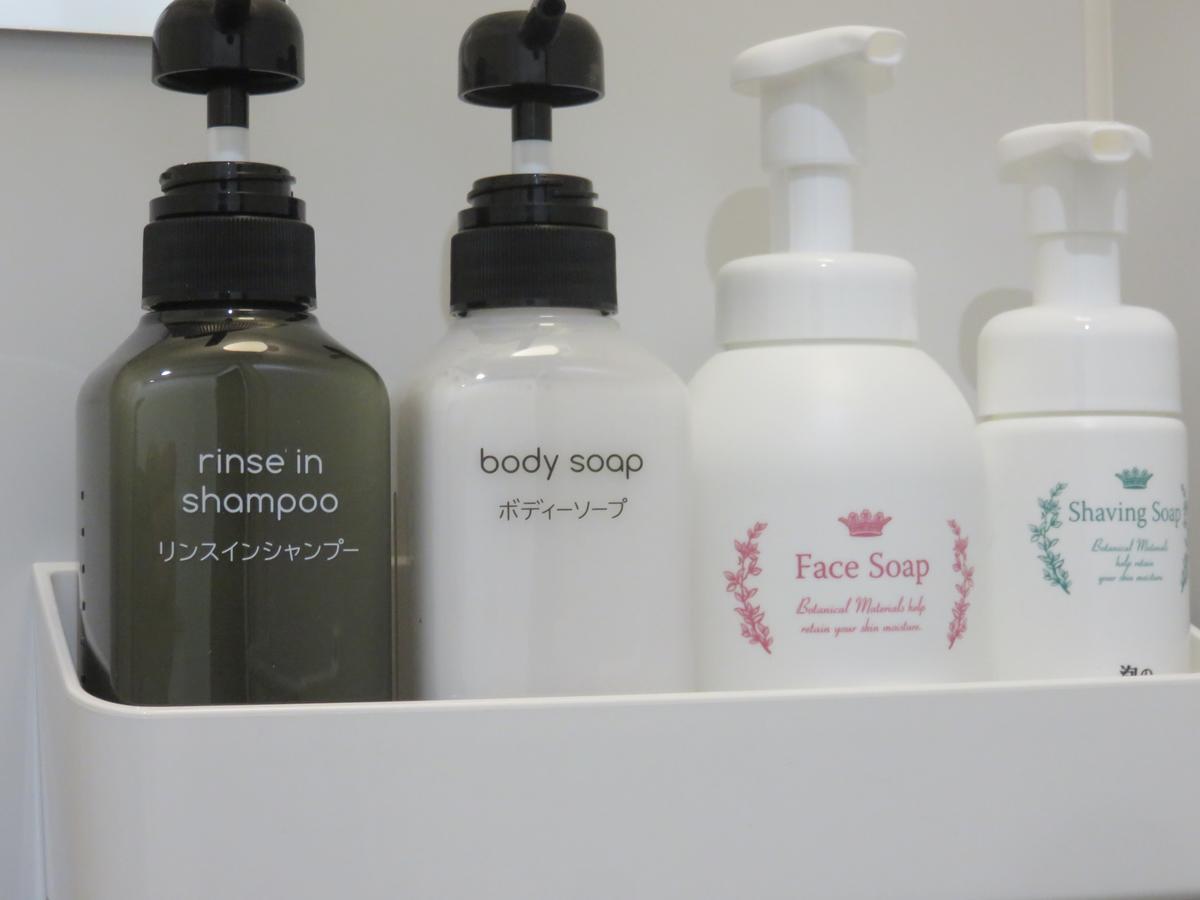 rinse in
shampoo
リンスインシャンプー
body soap
ボディーソープ
Face Soap
Botanical Materials help
retain your skin moisture.
Shaving Soap
Botanical Materials
help retain
your skin moisture
泡の